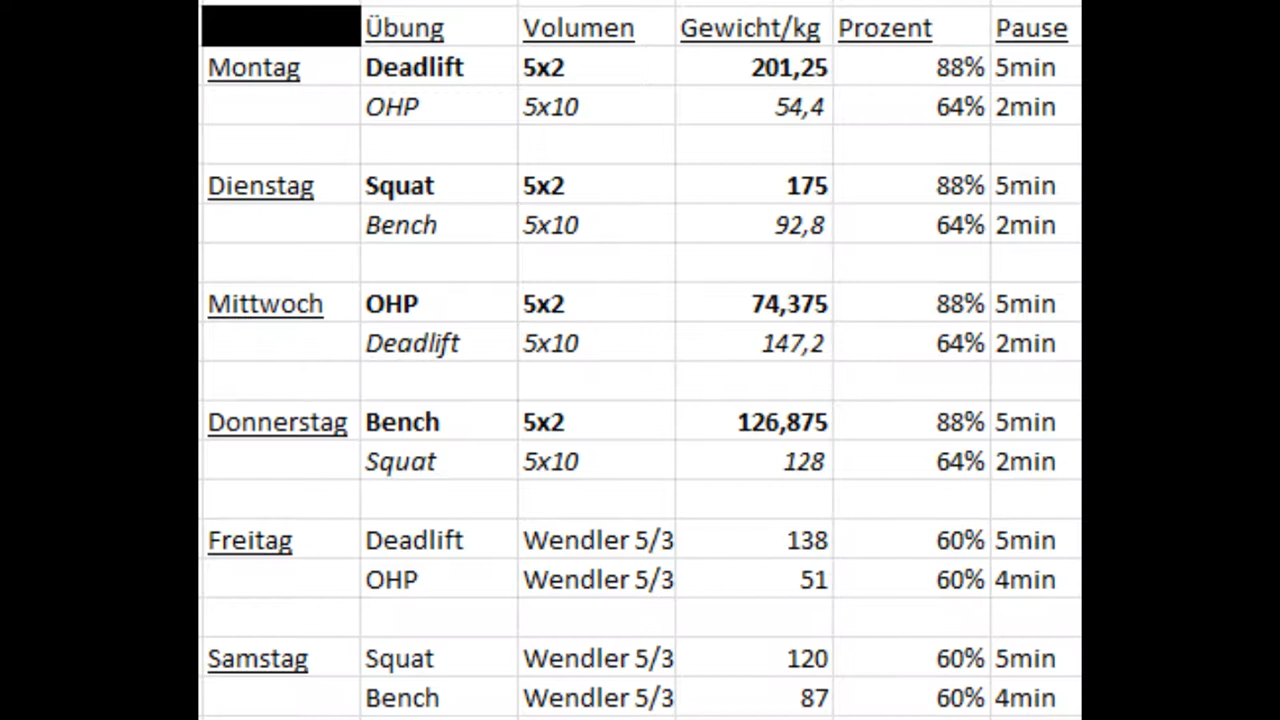 Übung Volumen Gewicht/kg Prozent Pause
Montag Deadlift 5x2 201,25 88% 5min
OHP 5x10 54,4 64% 2min
Dienstag Squat 5x2 175 88% 5min
Bench 5x10 92,8 64% 2min
Mittwoch OHP 5x2 74,375 88% 5min
Deadlift 5x10 147,2 64% 2min
Donnerstag Bench 5x2 126,875 88% 5min
Squat 5x10 128 64% 2min
Freitag Deadlift Wendler 5/3 138 60% 5min
OHP Wendler 5/3 51 60% 4min
Samstag Squat Wendler 5/3 120 60% 5min
Bench Wendler 5/3 87 60% 4min